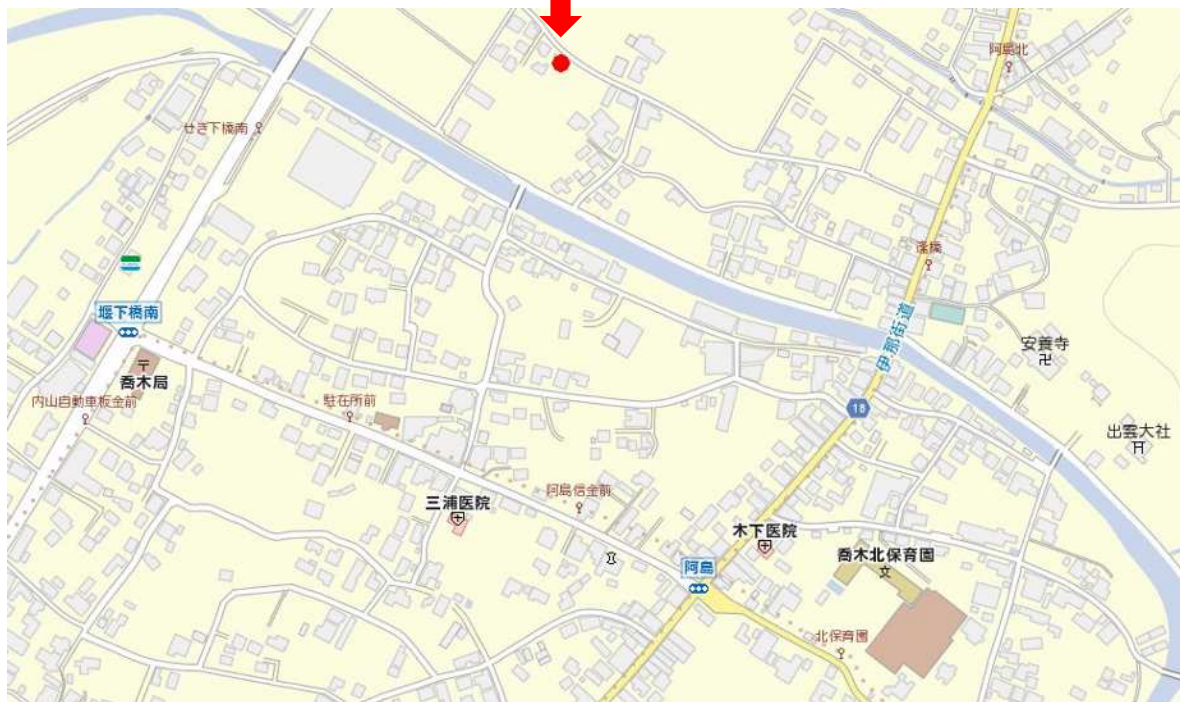 阿島北
せぎ下橋南
逢橋
堰下橋南
伊那街道
安養寺
喬木局
内山自動車板金前
駐在所前
18
出雲大社
三浦医院
阿島信金前
木下医院
喬木北保育園
阿島
北保育園